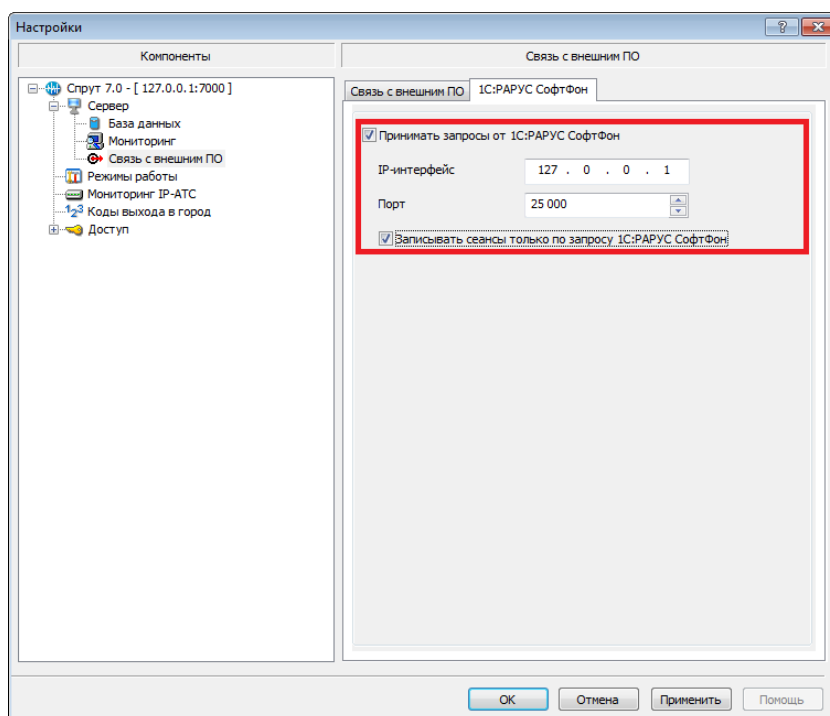 Настройки
Компоненты
Связь с внешним ПО
Спрут 7.0 - [ 127.0.0.1:7000 ]
Сервер
База данных
Мониторинг
Связь с внешним ПО
Режимы работы
Мониторинг IP-АТС
Коды выхода в город
Доступ
Связь с внешним ПО
1С:РАРУС СофтФон
Принимать запросы от 1С:РАРУС СофтФон
IP-интерфейс
127 . 0 . 0 . 1
Порт
25 000
Записывать сеансы только по запросу 1С:РАРУС СофтФон
ОК
Отмена
Применить
Помощь